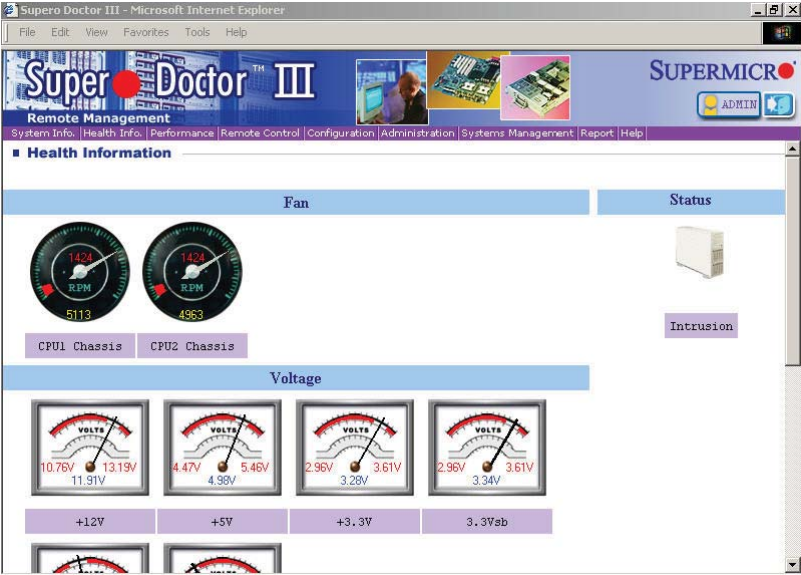 Supero Doctor III - Microsoft Internet Explorer
File Edit View Favorites Tools Help
Super Doctor™ III
SUPERMICR
Remote Management
ADMIN
System Info. Health Info. Performance Remote Control Configuration Administration Systems Management Report Help
Health Information
Fan
Status
1424
RPM
5113
1424
RPM
4963
CPU1 Chassis
CPU2 Chassis
Intrusion
Voltage
VOLTS
10.76V 13.19V
11.91V
VOLTS
4.47V 5.46V
4.98V
VOLTS
2.96V 3.61V
3.28V
VOLTS
2.96V 3.61V
3.34V
+12V
+5V
+3.3V
3.3Vsb